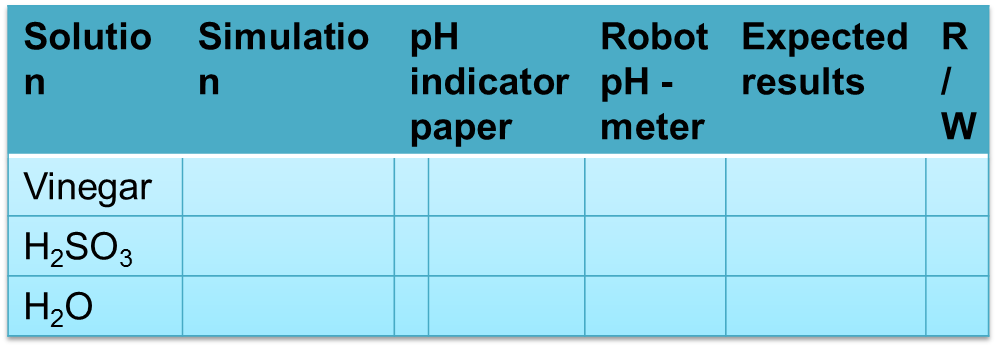 Solutio
n
Simulatio
n
pH
indicator
paper
Robot
pH -
meter
Expected
results
R
/
W
Vinegar
H₂SO₃
H₂O